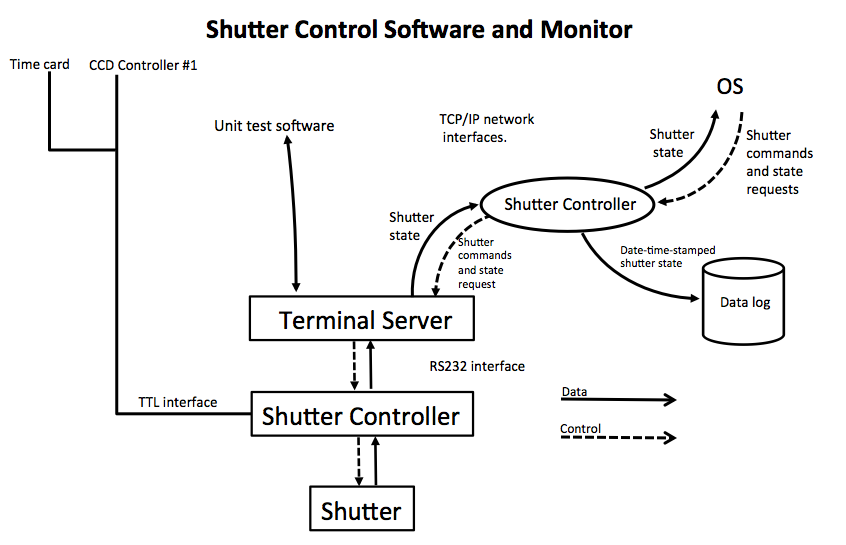 Shutter Control Software and Monitor
Time card
CCD Controller #1
OS
Unit test software
TCP/IP network
interfaces.
Shutter
state
Shutter
commands
and state
requests
Shutter Controller
Shutter
state
Shutter
commands
and state
request
Date-time-stamped
shutter state
Data log
Terminal Server
RS232 interface
TTL interface
Shutter Controller
Data
Control
Shutter